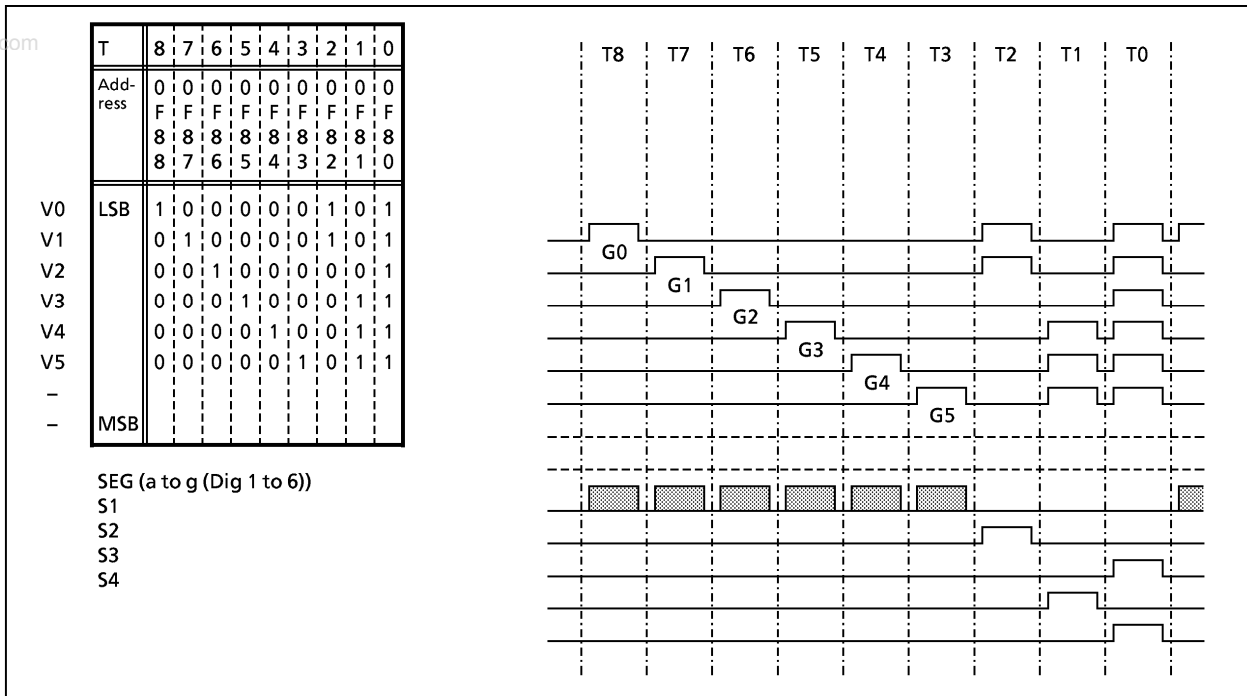 com
T 8 7 6 5 4 3 2 1 0
Add-
ress
0 0 0 0 0 0 0 0 0
F F F F F F F F F
8 8 8 8 8 8 8 8 8
8 7 6 5 4 3 2 1 0
V0 LSB 1 0 0 0 0 0 1 0 1
V1 0 1 0 0 0 0 1 0 1
V2 0 0 1 0 0 0 0 0 1
V3 0 0 0 1 0 0 0 1 1
V4 0 0 0 0 1 0 0 1 1
V5 0 0 0 0 0 1 0 1 1
–
– MSB
SEG (a to g (Dig 1 to 6))
S1
S2
S3
S4
T8 T7 T6 T5 T4 T3 T2 T1 T0
G0
G1
G2
G3
G4
G5